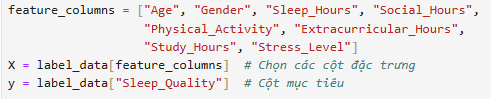 feature_columns = ["Age", "Gender", "Sleep_Hours", "Social_Hours",
"Physical_Activity", "Extracurricular_Hours",
"Study_Hours", "Stress_Level"]
X = label_data[feature_columns]  # Chọn các cột đặc trưng
y = label_data["Sleep_Quality"]  # Cột mục tiêu